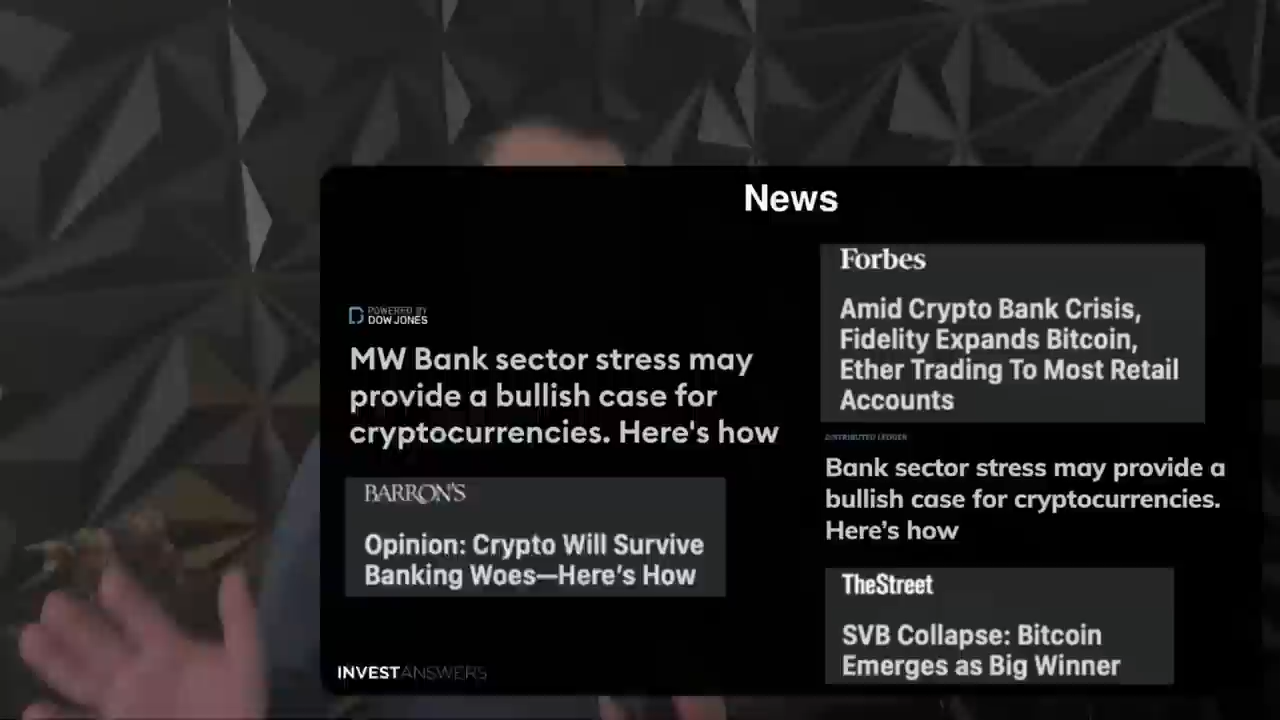 News
POWERED BY
DOW JONES
MW Bank sector stress may
provide a bullish case for
cryptocurrencies. Here's how
BARRON'S
Opinion: Crypto Will Survive
Banking Woes—Here's How
INVESTANSWERS
Forbes
Amid Crypto Bank Crisis,
Fidelity Expands Bitcoin,
Ether Trading To Most Retail
Accounts
DISTRIBUTED LEDGER
Bank sector stress may provide a
bullish case for cryptocurrencies.
Here's how
TheStreet
SVB Collapse: Bitcoin
Emerges as Big Winner